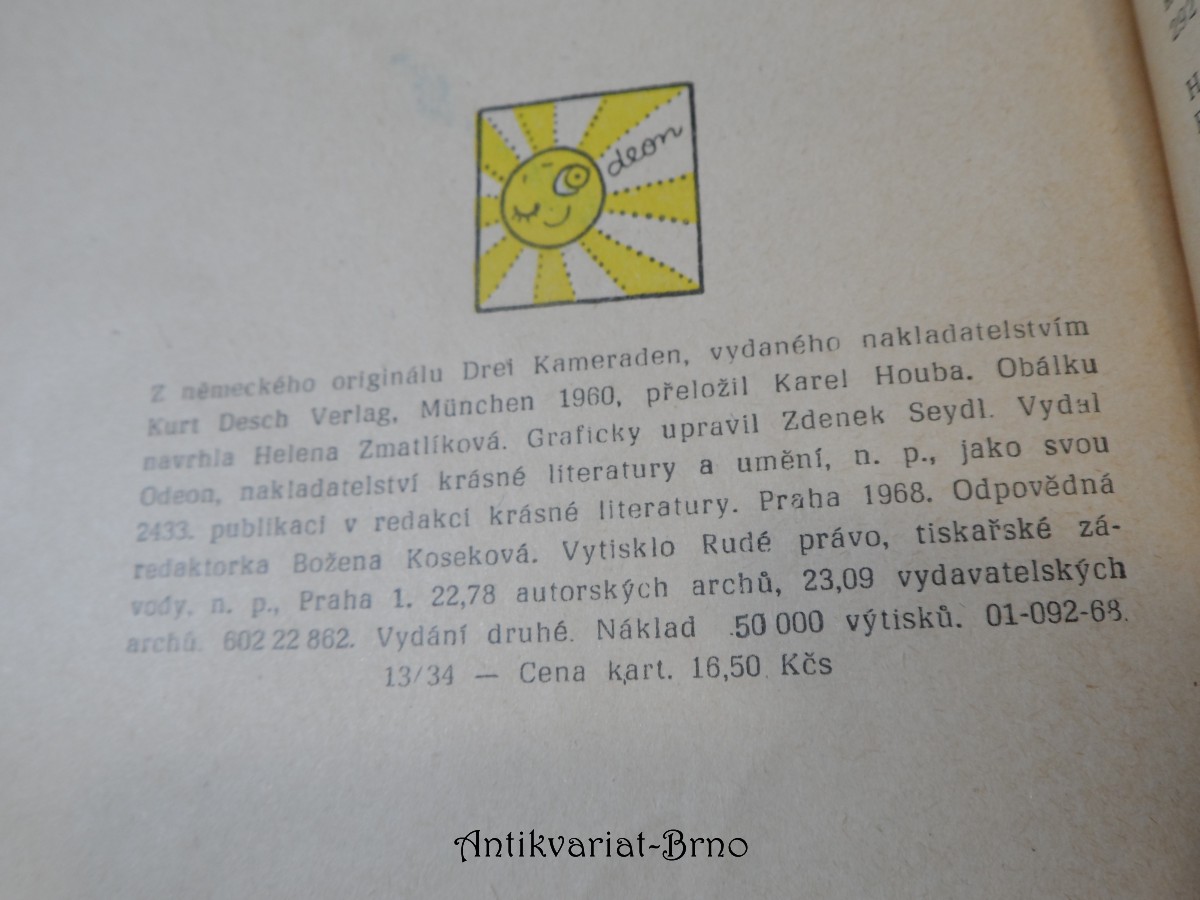 deon
Z německého originálu Drei Kameraden, vydaného nakladatelstvím
Kurt Desch Verlag, München 1960, přeložil Karel Houba. Obálku
navrhla Helena Zmatlíková. Graficky upravil Zdenek Seydl. Vydal
Odeon, nakladatelství krásné literatury a umění, n. p., jako svou
2433. publikaci v redakci krásné literatury. Praha 1968. Odpovědná
redaktorka Božena Koseková. Vytisklo Rudé právo, tiskařské zá-
vody, n. p., Praha 1. 22,78 autorských archů, 23,09 vydavatelských
archů. 602 22 862. Vydání druhé. Náklad 50 000 výtisků. 01-092-68.
13/34 — Cena kart. 16,50 Kčs
Antikvariat-Brno